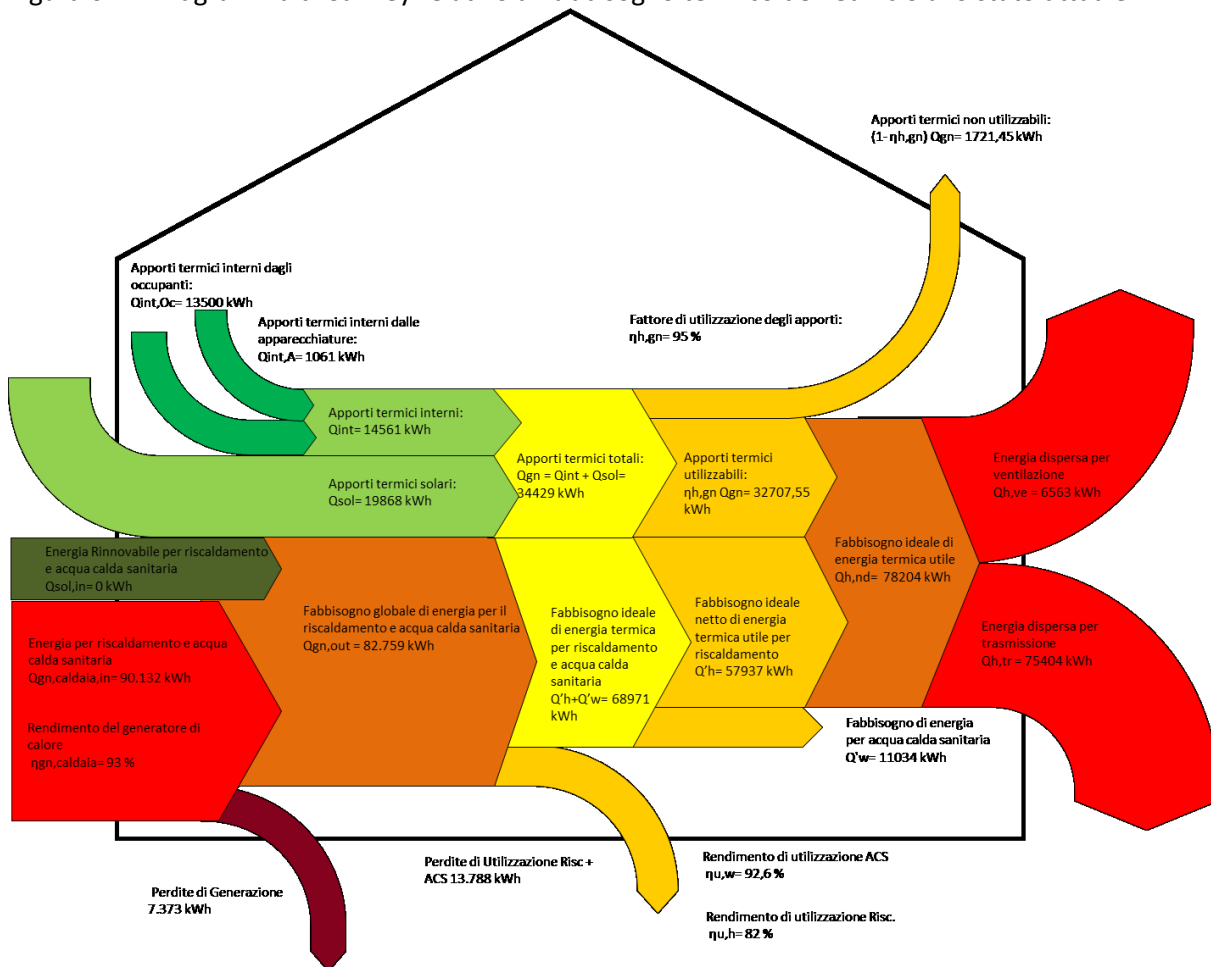 Apporti termici non utilizzabili:
(1- ηh,gn) Qgn= 1721,45 kWh
Apporti termici interni dagli
occupanti:
Qint,Oc= 13500 kWh
Apporti termici interni dalle
apparecchiature:
Qint,A= 1061 kWh
Fattore di utilizzazione degli apporti:
ηh,gn= 95 %
Apporti termici interni:
Qint= 14561 kWh
Apporti termici solari:
Qsol= 19868 kWh
Apporti termici totali:
Qgn = Qint + Qsol=
34429 kWh
Apporti termici
utilizzabili:
ηh,gn Qgn= 32707,55
kWh
Energia dispersa per
ventilazione
Qh,ve = 6563 kWh
Fabbisogno ideale di
energia termica utile
Qh,nd= 78204 kWh
Energia Rinnovabile per riscaldamento
e acqua calda sanitaria
Qsol,in= 0 kWh
Fabbisogno globale di energia per il
riscaldamento e acqua calda sanitaria
Qgn,out = 82.759 kWh
Fabbisogno ideale
di energia termica
per riscaldamento
e acqua calda
sanitaria
Q'h+Q'w= 68971
kWh
Fabbisogno ideale
netto di energia
termica utile per
riscaldamento
Q'h= 57937 kWh
Energia dispersa per
trasmissione
Qh,tr = 75404 kWh
Energia per riscaldamento e acqua
calda sanitaria
Qgn,caldaia,in= 90.132 kWh
Rendimento del generatore di
calore
ηgn,caldaia= 93 %
Fabbisogno di energia
per acqua calda sanitaria
Q'w= 11034 kWh
Perdite di Utilizzazione Risc +
ACS 13.788 kWh
Rendimento di utilizzazione ACS
ηu,w= 92,6 %
Perdite di Generazione
7.373 kWh
Rendimento di utilizzazione Risc.
ηu,h= 82 %